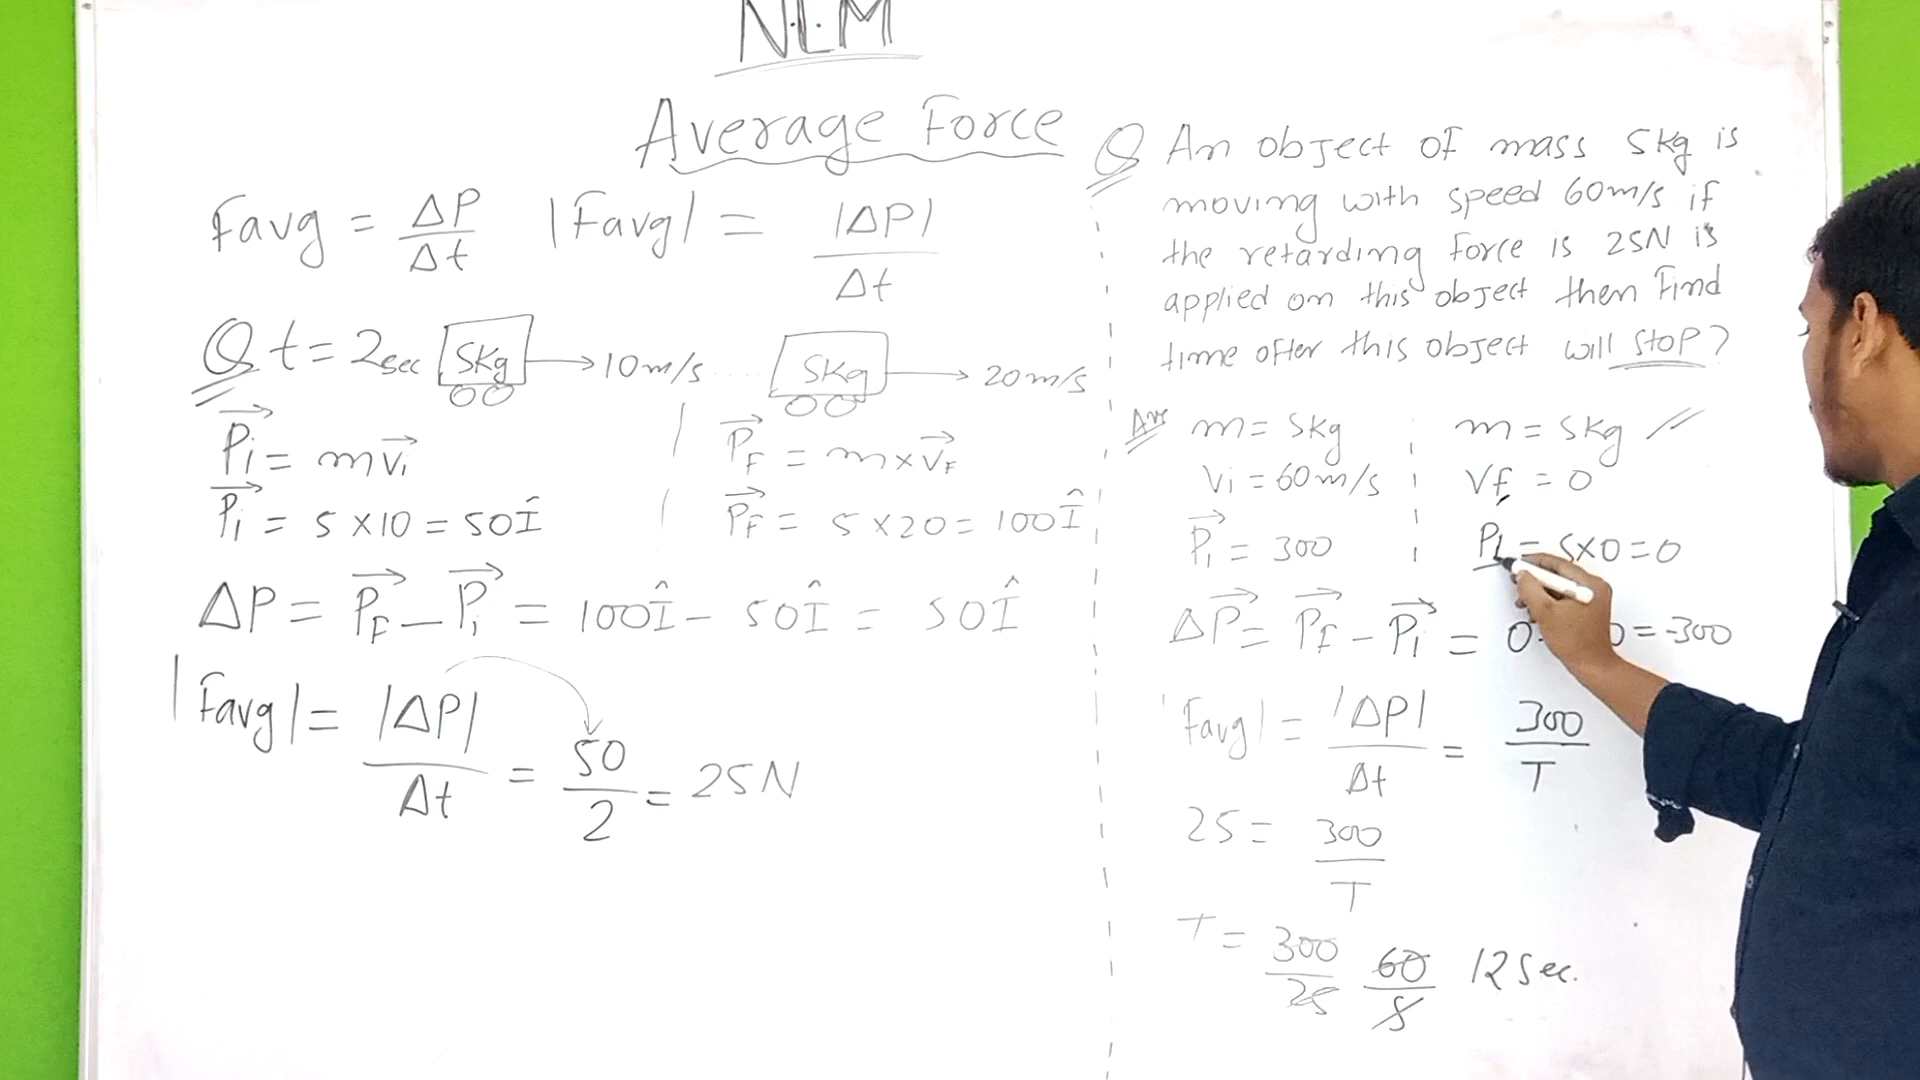 N.L.M
Average Force
Favg = ΔP/Δt |Favg| = |ΔP|/Δt
Q t = 2sec 5kg → 10m/s 5kg → 20m/s
P⃗i = mv⃗i
P⃗F = m×v⃗F
P⃗i = 5×10 = 50î
P⃗F = 5×20 = 100î
ΔP = P⃗F – P⃗i = 100î – 50î = 50î
|Favg| = |ΔP|/Δt = 50/2 = 25N
Q An object of mass 5kg is
moving with speed 60m/s if
the retarding force is 25N is
applied on this object then find
time after this object will stop?
Ans m = 5kg m = 5kg
Vi = 60m/s Vf = 0
P⃗i = 300 = 5×0 = 0
ΔP⃗ = P⃗f – P⃗i = 0 = -300
|Favg| = |ΔP|/Δt = 300/T
25 = 300/T
T = 300/25 60/5 12 Sec.